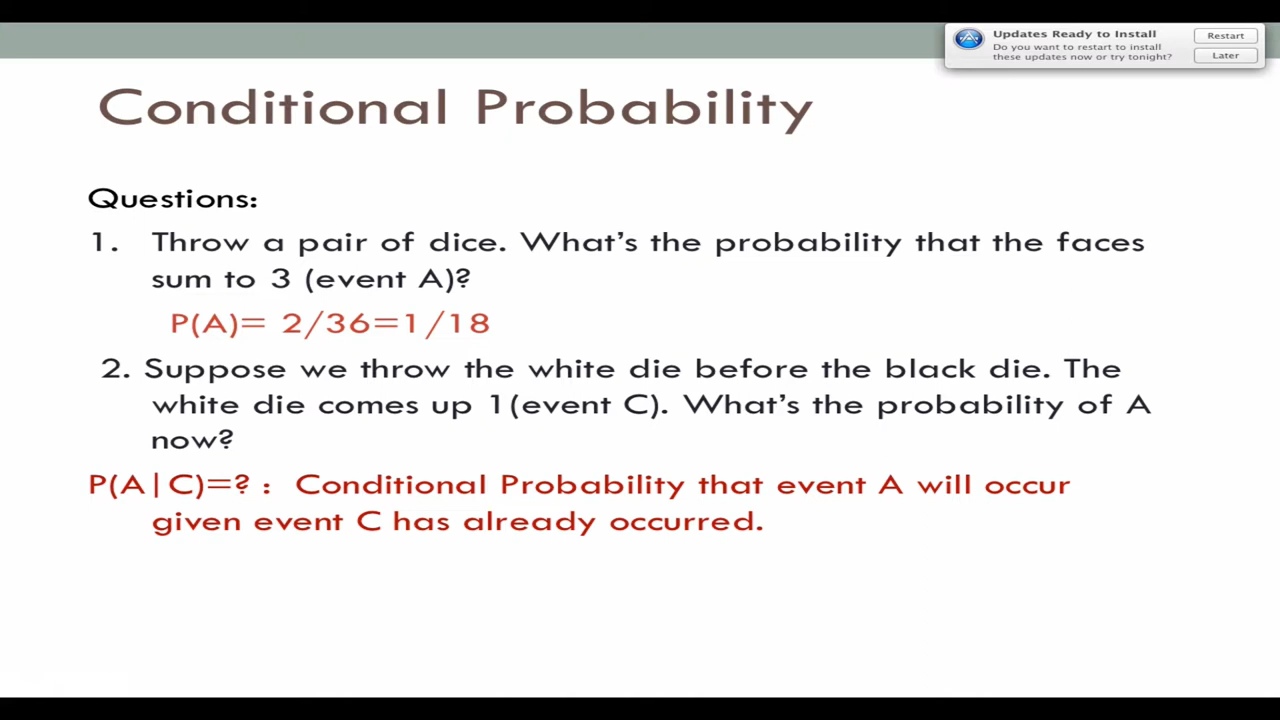 Updates Ready to Install
Do you want to restart to install
these updates now or try tonight?
Restart
Later
Conditional Probability
Questions:
1. Throw a pair of dice. What's the probability that the faces
sum to 3 (event A)?
P(A)= 2/36=1/18
2. Suppose we throw the white die before the black die. The
white die comes up 1(event C). What's the probability of A
now?
P(A|C)=? : Conditional Probability that event A will occur
given event C has already occurred.